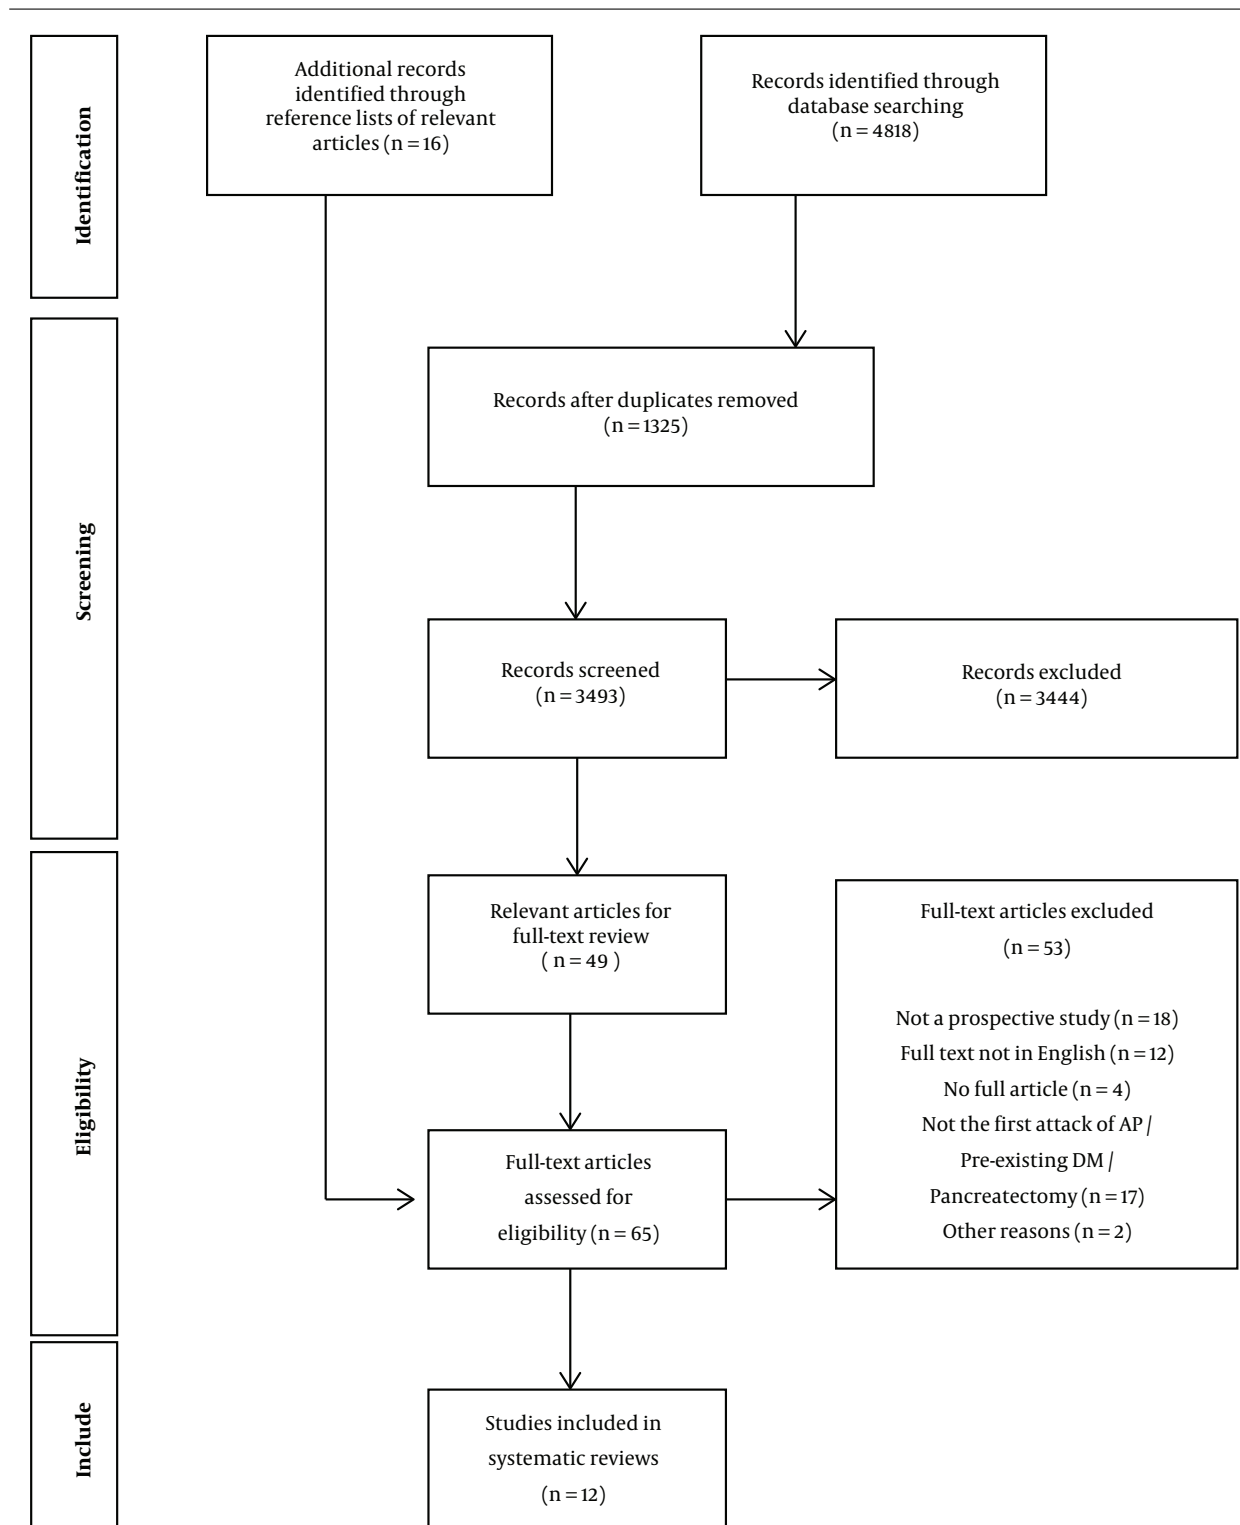 Identification
Additional records
identified through
reference lists of relevant
articles (n = 16)
Records identified through
database searching
(n = 4818)
Screening
Records after duplicates removed
(n = 1325)
Records screened
(n = 3493)
Records excluded
(n = 3444)
Eligibility
Relevant articles for
full-text review
( n = 49 )
Full-text articles
assessed for
eligibility (n = 65)
Full-text articles excluded
(n = 53)
Not a prospective study (n = 18)
Full text not in English (n = 12)
No full article (n = 4)
Not the first attack of AP /
Pre-existing DM /
Pancreatectomy (n = 17)
Other reasons (n = 2)
Include
Studies included in
systematic reviews
(n = 12)